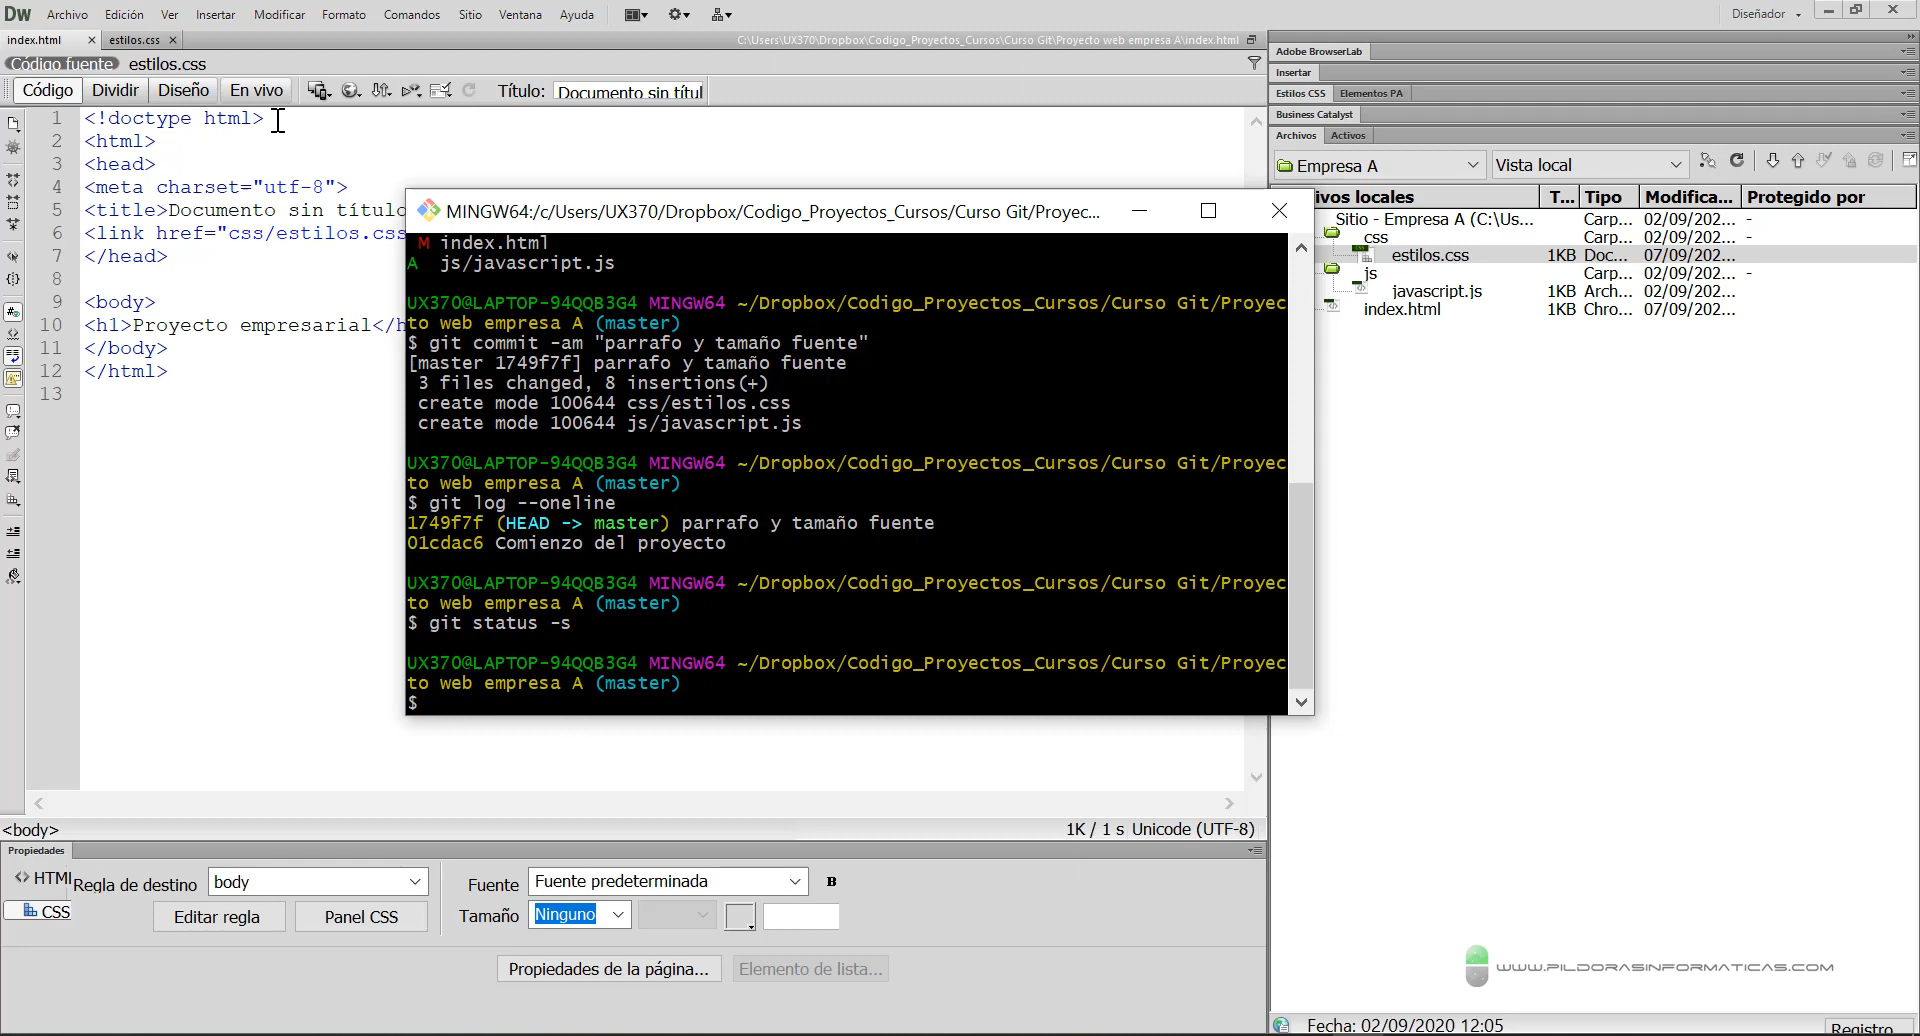 Dw Archivo Edición Ver Insertar Modificar Formato Comandos Sitio Ventana Ayuda Diseñador
index.html estilos.css C:\Users\UX370\Dropbox\Codigo_Proyectos_Cursos\Curso Git\Proyecto web empresa A\index.html
Código fuente estilos.css
Código Dividir Diseño En vivo Título: Documento sin títul
1 <!doctype html>
2 <html>
3 <head>
4 <meta charset="utf-8">
5 <title>Documento sin título
6 <link href="css/estilos.css
7 </head>
8
9 <body>
10 <h1>Proyecto empresarial</h
11 </body>
12 </html>
13
MINGW64:/c/Users/UX370/Dropbox/Codigo_Proyectos_Cursos/Curso Git/Proyec...
M index.html
A js/javascript.js
UX370@LAPTOP-94QQB3G4 MINGW64 ~/Dropbox/Codigo_Proyectos_Cursos/Curso Git/Proyec
to web empresa A (master)
$ git commit -am "parrafo y tamaño fuente"
[master 1749f7f] parrafo y tamaño fuente
3 files changed, 8 insertions(+)
create mode 100644 css/estilos.css
create mode 100644 js/javascript.js
UX370@LAPTOP-94QQB3G4 MINGW64 ~/Dropbox/Codigo_Proyectos_Cursos/Curso Git/Proyec
to web empresa A (master)
$ git log --oneline
1749f7f (HEAD -> master) parrafo y tamaño fuente
01cdac6 Comienzo del proyecto
UX370@LAPTOP-94QQB3G4 MINGW64 ~/Dropbox/Codigo_Proyectos_Cursos/Curso Git/Proyec
to web empresa A (master)
$ git status -s
UX370@LAPTOP-94QQB3G4 MINGW64 ~/Dropbox/Codigo_Proyectos_Cursos/Curso Git/Proyec
to web empresa A (master)
$
Adobe BrowserLab
Insertar
Estilos CSS Elementos PA
Business Catalyst
Archivos Activos
Empresa A Vista local
ivos locales T... Tipo Modifica... Protegido por
Sitio - Empresa A (C:\Us... Carp... 02/09/202... -
css Carp... 02/09/202... -
estilos.css 1KB Doc... 07/09/202...
js Carp... 02/09/202... -
javascript.js 1KB Arch... 02/09/202...
index.html 1KB Chro... 07/09/202...
<body> 1K / 1 s Unicode (UTF-8)
Propiedades
<> HTML Regla de destino body Fuente Fuente predeterminada B
CSS Editar regla Panel CSS Tamaño Ninguno
Propiedades de la página... Elemento de lista...
WWW.PILDORASINFORMATICAS.COM
Fecha: 02/09/2020 12:05 Registro